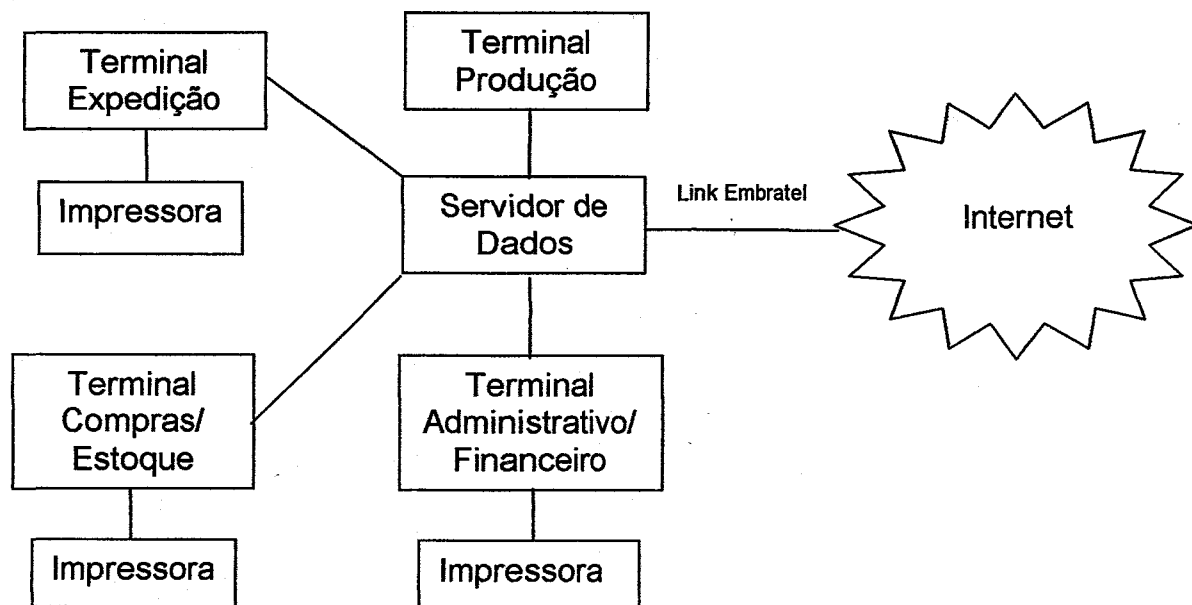 Terminal
Expedição
Terminal
Produção
Impressora
Servidor de
Dados
Link Embratel
Internet
Terminal
Compras/
Estoque
Terminal
Administrativo/
Financeiro
Impressora
Impressora